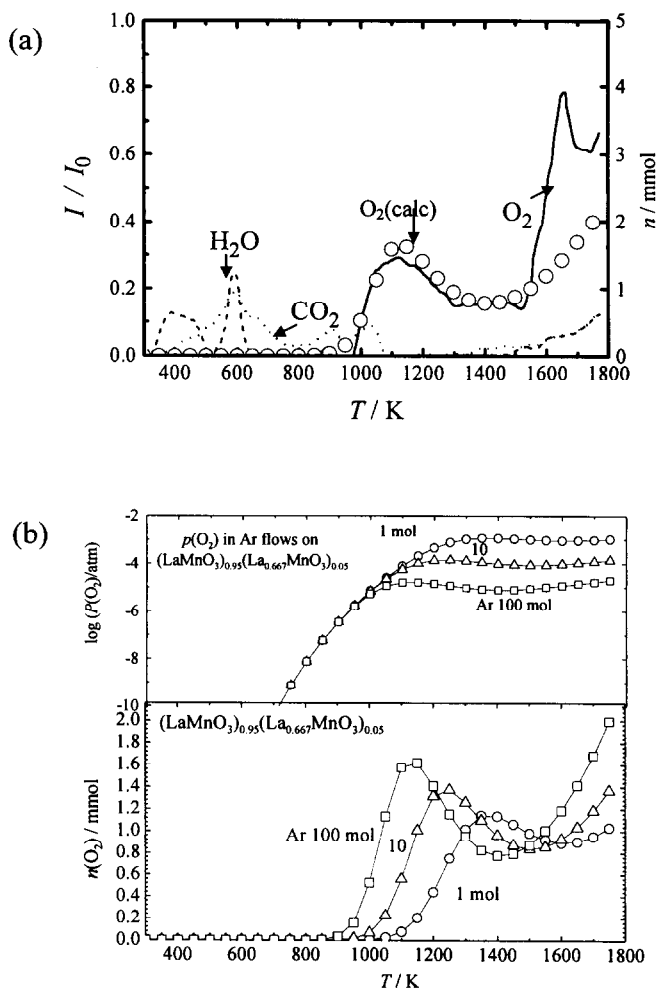 (a)
1.0
0.8
0.6
0.4
0.2
0.0
I / I₀
5
4
3
2
1
0
n / mmol
H₂O
CO₂
O₂(calc)
O₂
400 600 800 1000 1200 1400 1600 1800
T / K
(b)
-2
-4
-6
-8
-10
log (P(O₂)/atm)
p(O₂) in Ar flows on
(LaMnO₃)₀.₉₅(La₀.₆₆₇MnO₃)₀.₀₅
1 mol
10
Ar 100 mol
2.0
1.8
1.6
1.4
1.2
1.0
0.8
0.6
0.4
0.2
0.0
n(O₂) / mmol
(LaMnO₃)₀.₉₅(La₀.₆₆₇MnO₃)₀.₀₅
Ar 100 mol
10
1 mol
400 600 800 1000 1200 1400 1600 1800
T / K